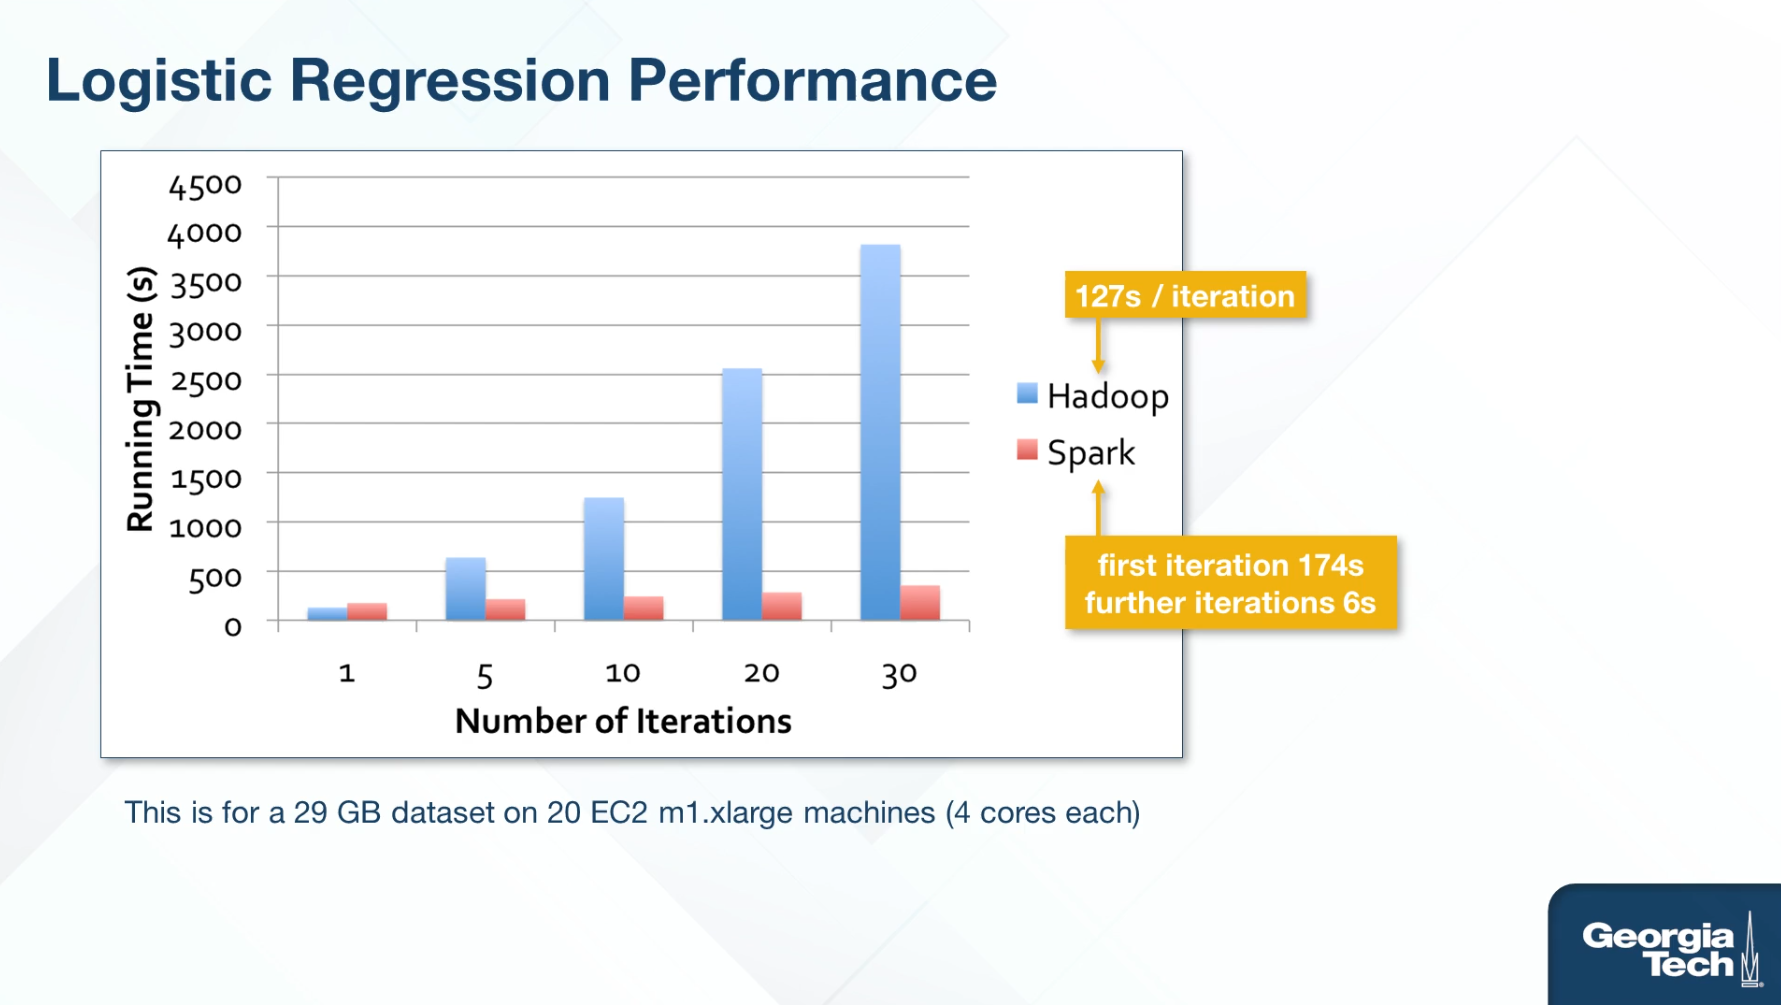 Logistic Regression Performance
4500
4000
3500
3000
2500
2000
1500
1000
500
0
Running Time (s)
1 5 10 20 30
Number of Iterations
127s / iteration
Hadoop
Spark
first iteration 174s
further iterations 6s
This is for a 29 GB dataset on 20 EC2 m1.xlarge machines (4 cores each)
Georgia
Tech